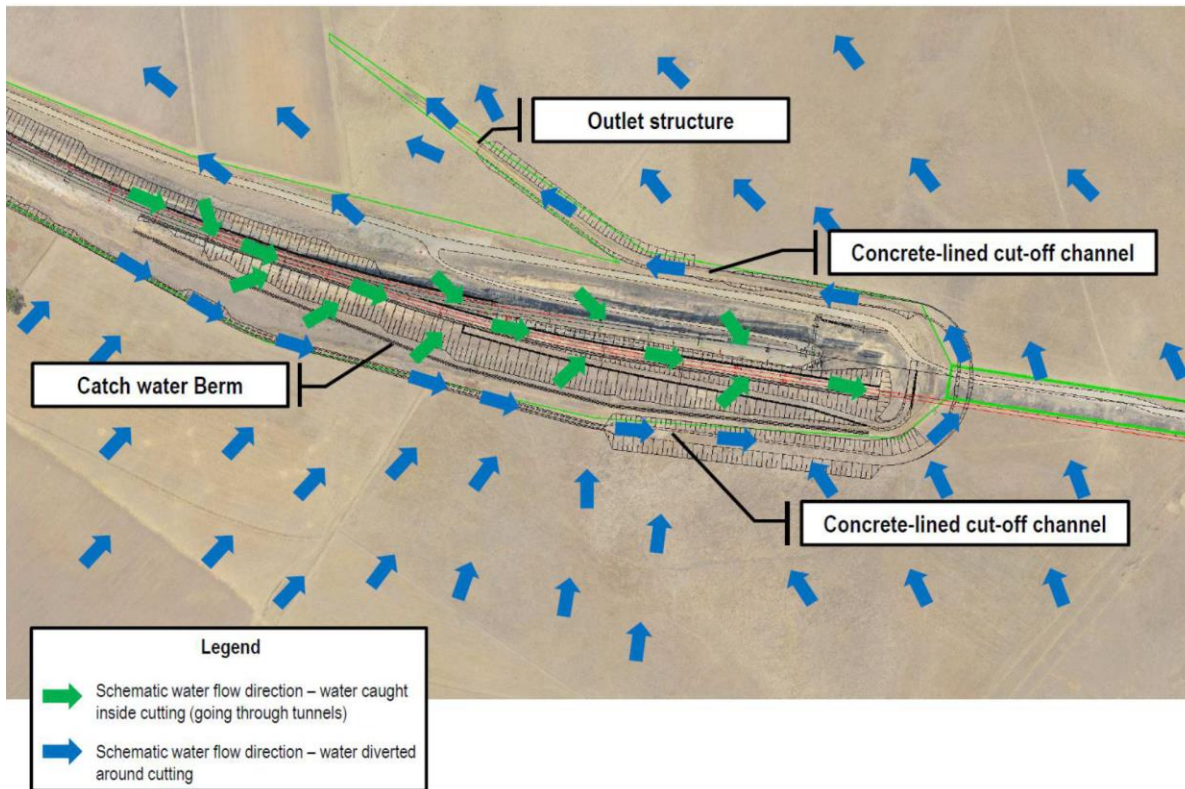 Outlet structure
Concrete-lined cut-off channel
Catch water Berm
Concrete-lined cut-off channel
Legend
Schematic water flow direction – water caught
inside cutting (going through tunnels)
Schematic water flow direction – water diverted
around cutting